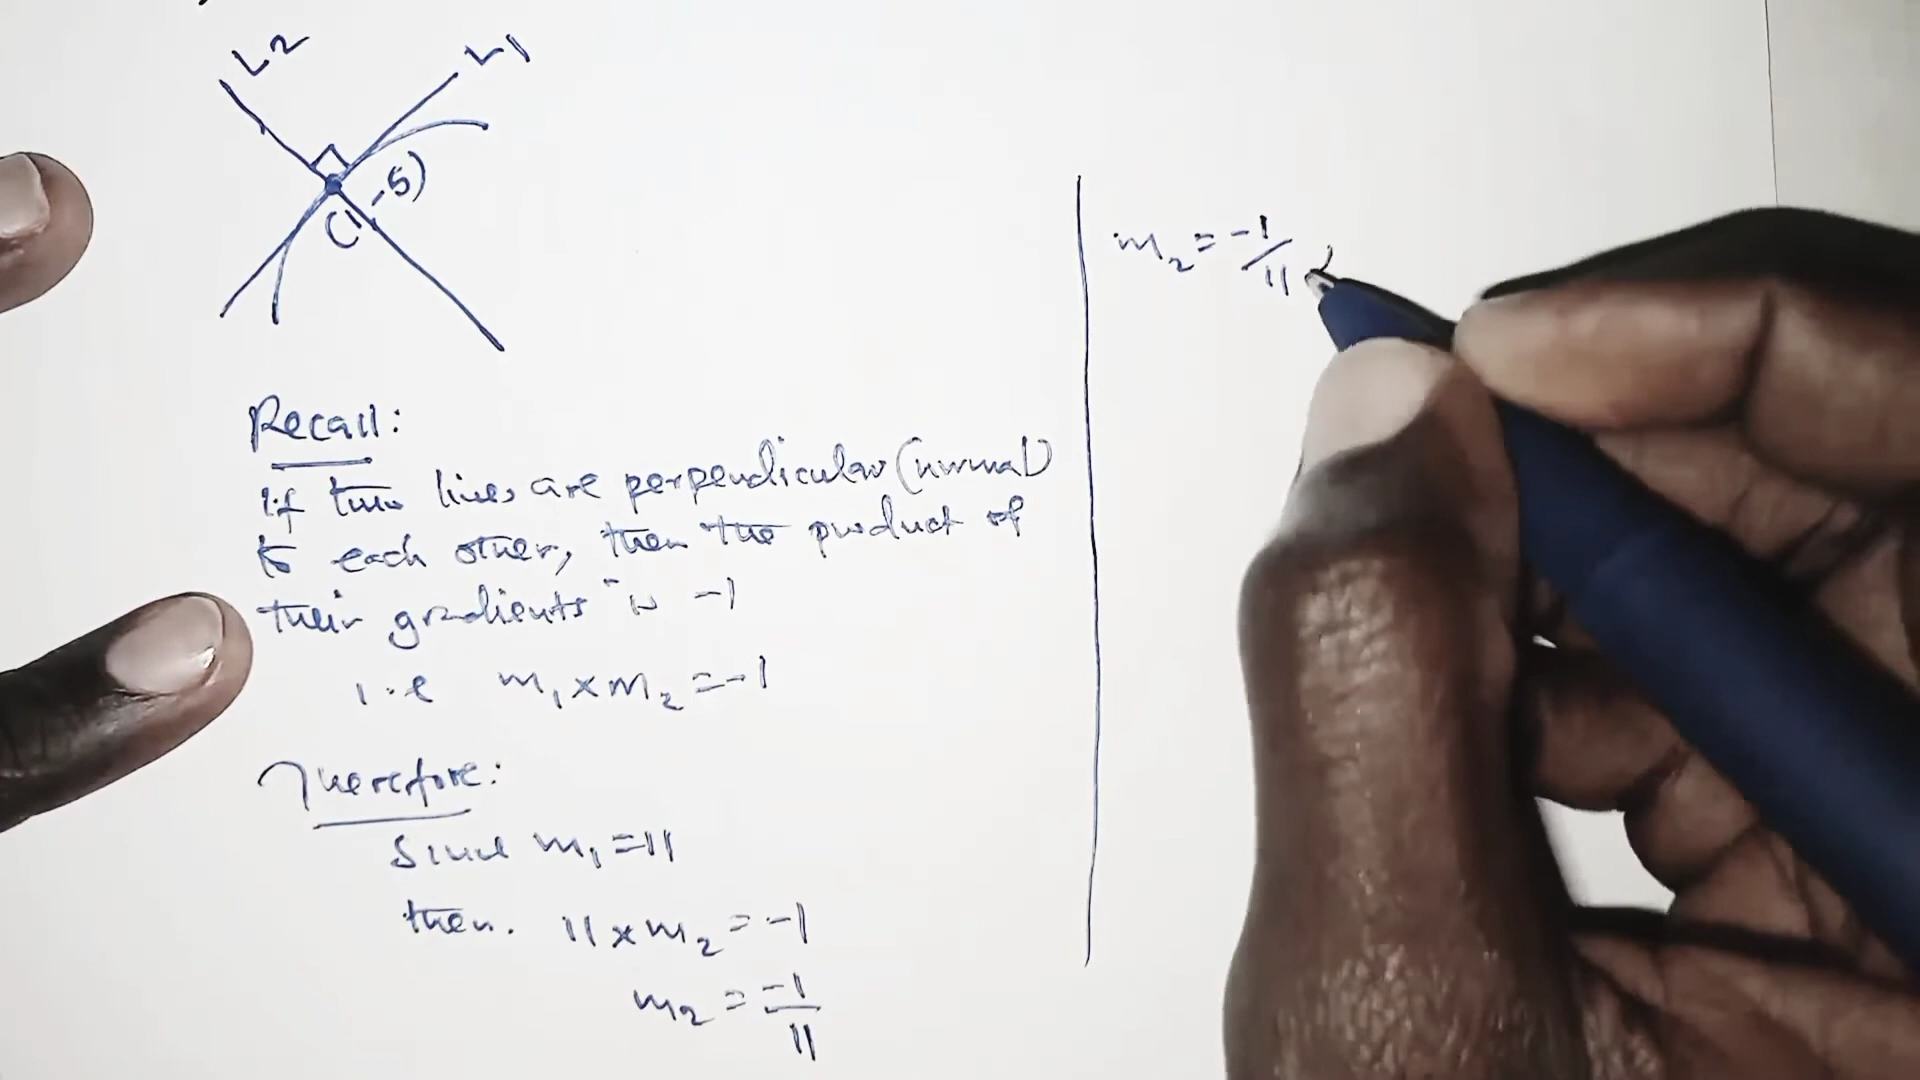 L2
L1
(1, -5)
Recall:
If two lines are perpendicular (normal)
to each other, then the product of
their gradients is -1
i.e m₁ × m₂ = -1
Therefore:
Since m₁ = 11
then. 11 × m₂ = -1
m₂ = -1/11
m₂ = -1/11